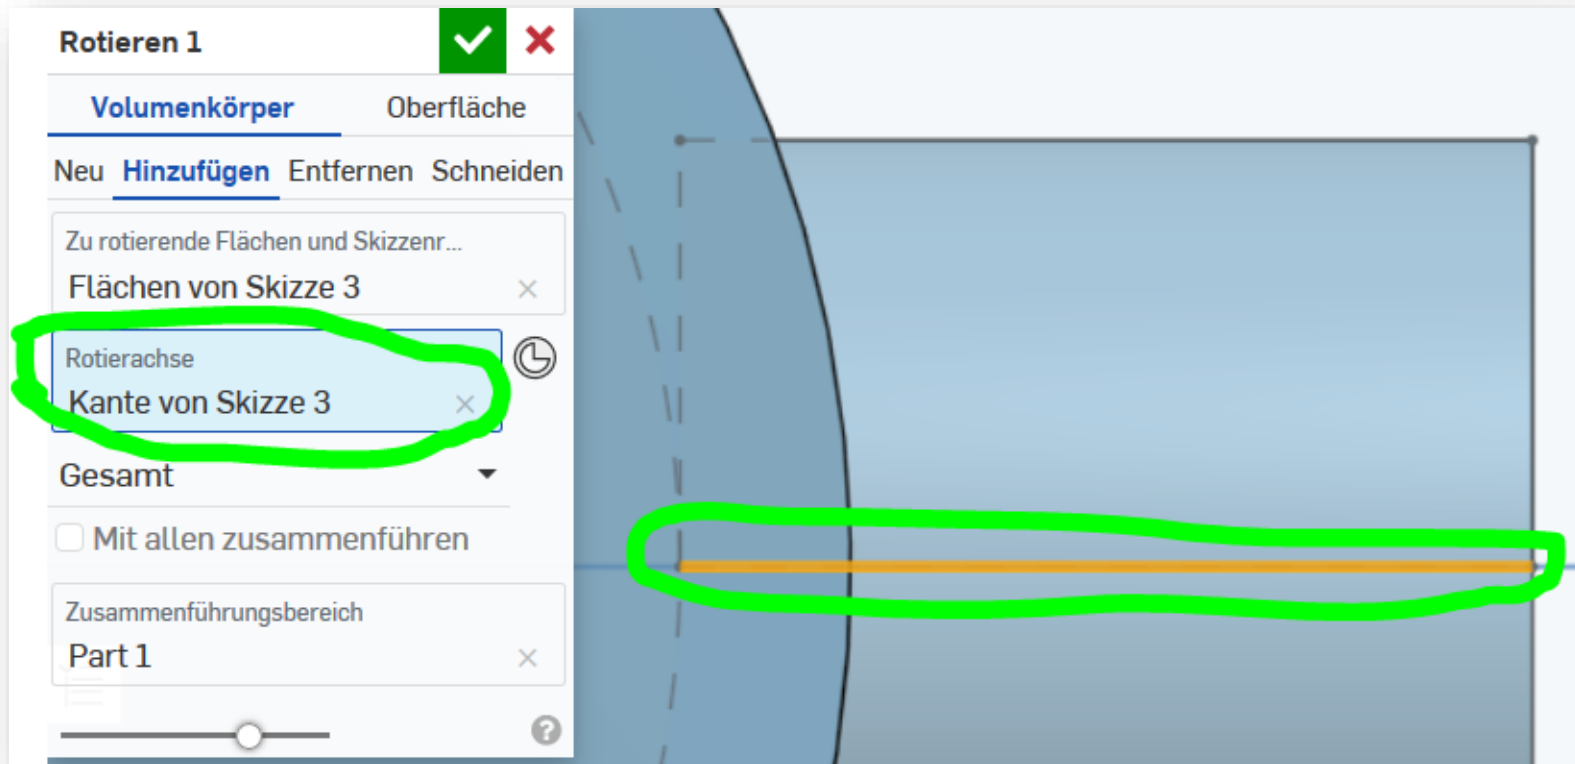 Rotieren 1
Volumenkörper Oberfläche
Neu Hinzufügen Entfernen Schneiden
Zu rotierende Flächen und Skizzenr...
Flächen von Skizze 3
Rotierachse
Kante von Skizze 3
Gesamt
Mit allen zusammenführen
Zusammenführungsbereich
Part 1
?